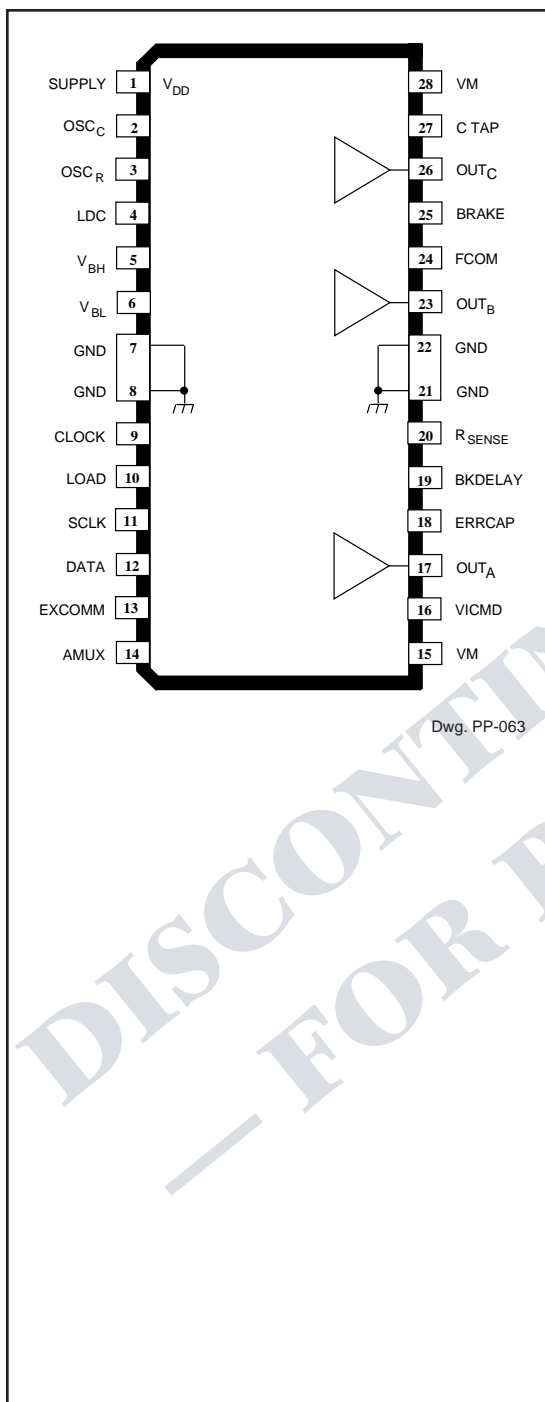 SUPPLY 1 VDD 28 VM
OSCC 2 27 C TAP
OSCR 3 26 OUTC
LDC 4 25 BRAKE
VBH 5 24 FCOM
VBL 6 23 OUTB
GND 7 22 GND
GND 8 21 GND
CLOCK 9 20 RSENSE
LOAD 10 19 BKDELAY
SCLK 11 18 ERRCAP
DATA 12 17 OUTA
EXCOMM 13 16 VICMD
AMUX 14 15 VM
Dwg. PP-063
DISCONTIN
— FOR